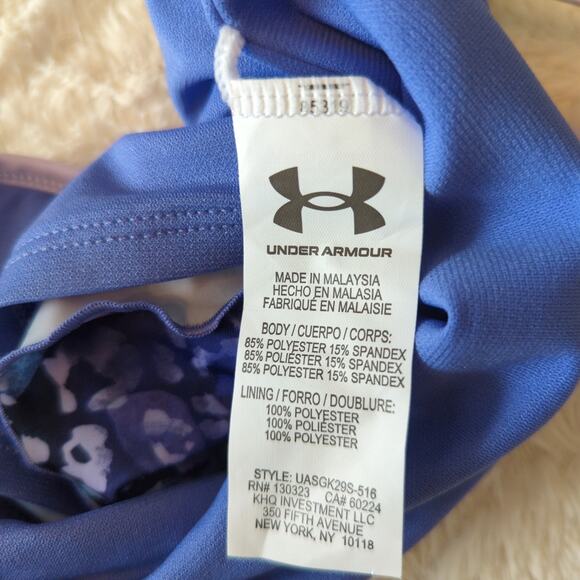 85319
UNDER ARMOUR
MADE IN MALAYSIA
HECHO EN MALASIA
FABRIQUÉ EN MALAISIE
BODY / CUERPO / CORPS:
85% POLYESTER 15% SPANDEX
85% POLIÉSTER 15% SPANDEX
85% POLYESTER 15% SPANDEX
LINING / FORRO / DOUBLURE:
100% POLYESTER
100% POLIÉSTER
100% POLYESTER
STYLE: UASGK29S-516
RN# 130323 CA# 60224
KHQ INVESTMENT LLC
350 FIFTH AVENUE
NEW YORK, NY 10118